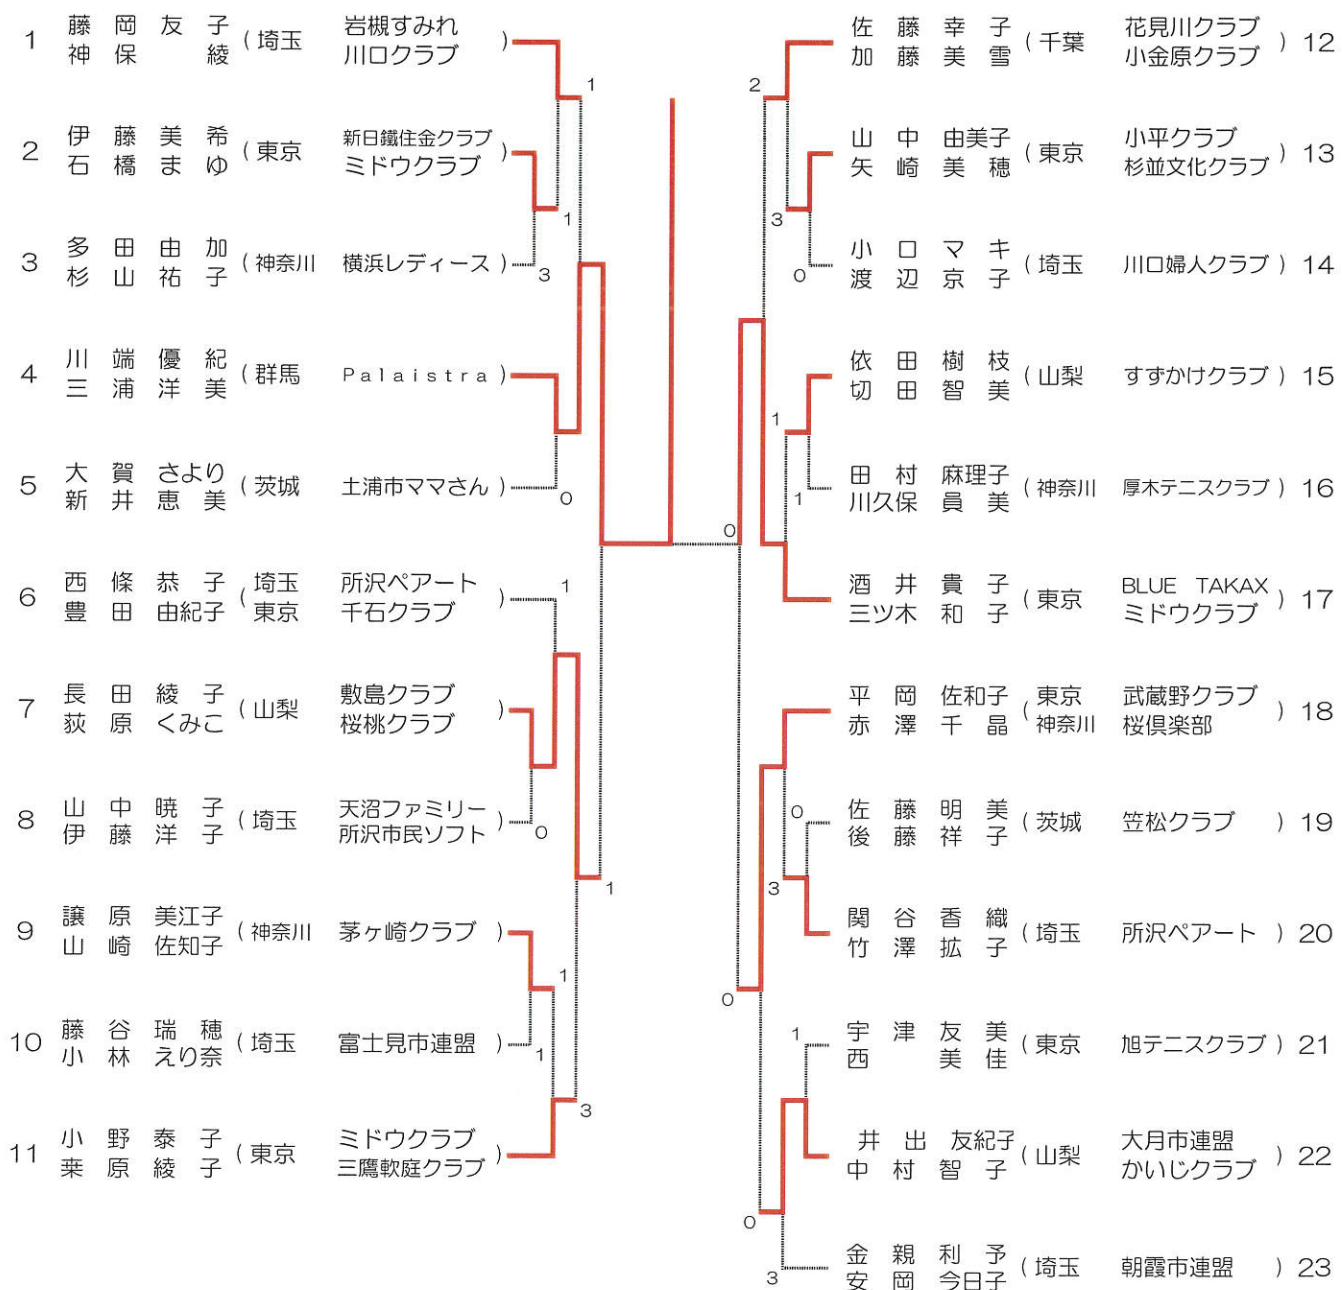 1 藤岡友子 (埼玉 岩槻すみれ )
神保 綾 川口クラブ
1
2 伊藤美希 (東京 新日鐵住金クラブ )
石橋まゆ ミドウクラブ
1
3 多田由加 (神奈川 横浜レディース )
杉山祐子
3
4 川端優紀 (群馬 Palaistra )
三浦洋美
5 大賀さより (茨城 土浦市ママさん )
新井恵美
0
6 西條恭子 (埼玉 所沢ペアート )
豊田由紀子 東京 千石クラブ
1
7 長田綾子 (山梨 敷島クラブ )
荻原くみこ 桜桃クラブ
8 山中暁子 (埼玉 天沼ファミリー )
伊藤洋子 所沢市民ソフト
0
1
9 譲原美江子 (神奈川 茅ヶ崎クラブ )
山崎佐知子
1
10 藤谷瑞穂 (埼玉 富士見市連盟 )
小林えり奈
1
3
11 小野泰子 (東京 ミドウクラブ )
桒原綾子 三鷹軟庭クラブ
佐藤幸子 (千葉 花見川クラブ ) 12
加藤美雪 小金原クラブ
2
山中由美子 (東京 小平クラブ ) 13
矢崎美穂 杉並文化クラブ
3
小口マキ (埼玉 川口婦人クラブ ) 14
渡辺京子
0
依田樹枝 (山梨 すずかけクラブ ) 15
切田智美
1
田村麻理子 (神奈川 厚木テニスクラブ ) 16
川久保員美
1
0
酒井貴子 (東京 BLUE TAKAX ) 17
三ツ木和子 ミドウクラブ
平岡佐和子 (東京 武蔵野クラブ ) 18
赤澤千晶 神奈川 桜倶楽部
0
佐藤明美 (茨城 笠松クラブ ) 19
後藤祥子
3
関谷香織 (埼玉 所沢ペアート ) 20
竹澤拡子
0
宇津友美 (東京 旭テニスクラブ ) 21
西 美佳
1
井出友紀子 (山梨 大月市連盟 ) 22
中村智子 かいじクラブ
0
金親利予 (埼玉 朝霞市連盟 ) 23
安岡今日子
3